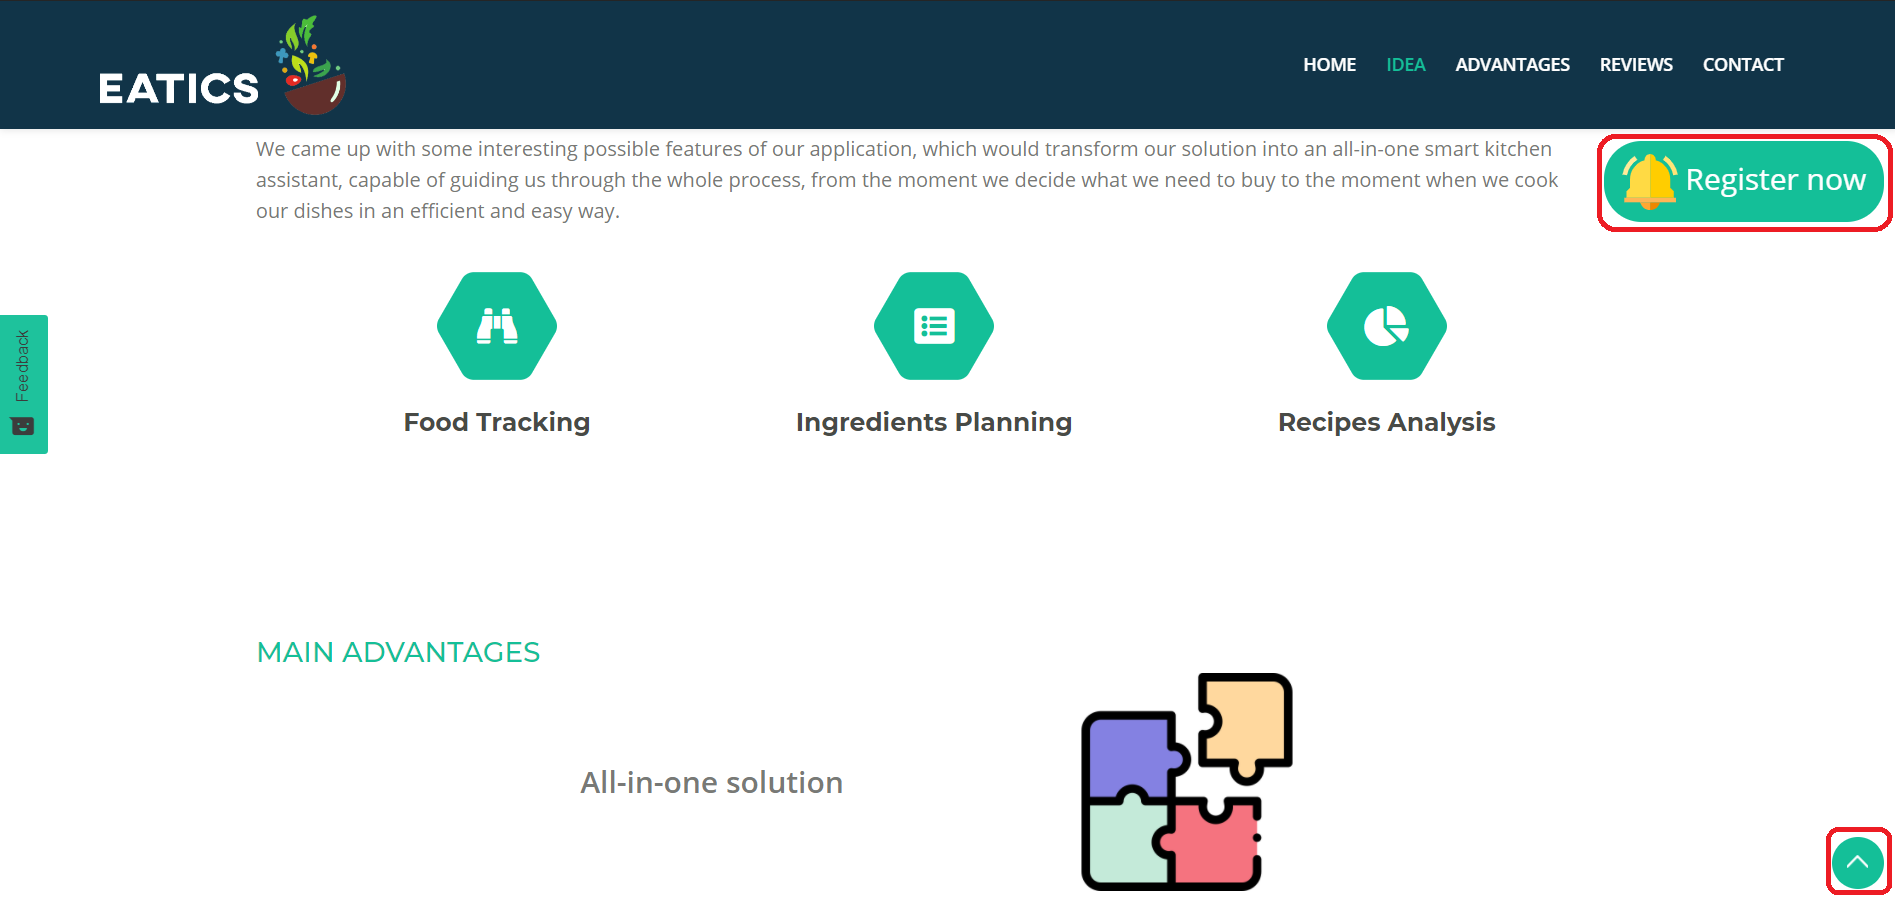 EATICS
HOME IDEA ADVANTAGES REVIEWS CONTACT
We came up with some interesting possible features of our application, which would transform our solution into an all-in-one smart kitchen
assistant, capable of guiding us through the whole process, from the moment we decide what we need to buy to the moment when we cook
our dishes in an efficient and easy way.
Register now
Feedback
Food Tracking
Ingredients Planning
Recipes Analysis
MAIN ADVANTAGES
All-in-one solution